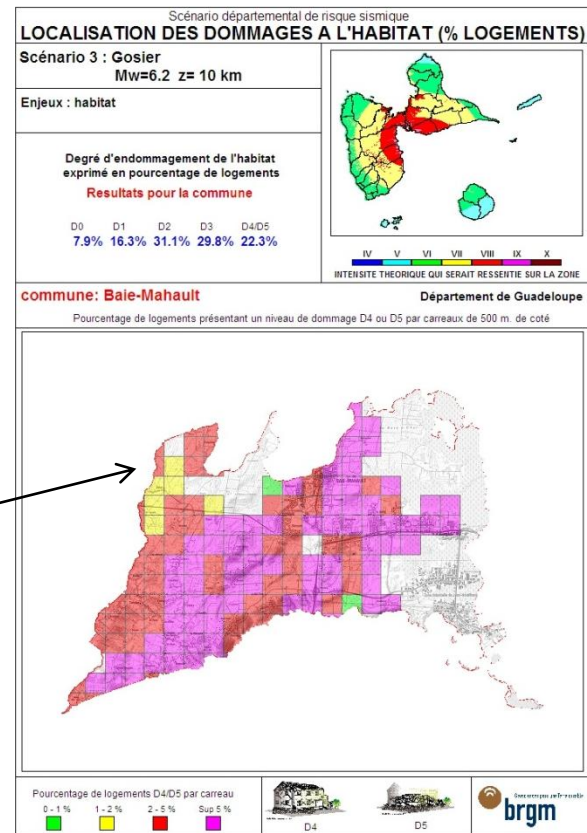 Scénario départemental de risque sismique
LOCALISATION DES DOMMAGES A L'HABITAT (% LOGEMENTS)
Scénario 3 : Gosier
Mw=6.2 z= 10 km
Enjeux : habitat
Degré d'endommagement de l'habitat
exprimé en pourcentage de logements
Resultats pour la commune
D0 D1 D2 D3 D4/D5
7.9% 16.3% 31.1% 29.8% 22.3%
IV V VI VII VIII IX X
INTENSITE THEORIQUE QUI SERAIT RESSENTIE SUR LA ZONE
commune: Baie-Mahault
Département de Guadeloupe
Pourcentage de logements présentant un niveau de dommage D4 ou D5 par carreaux de 500 m. de coté
Pourcentage de logements D4/D5 par carreau
0 - 1 % 1 - 2 % 2 - 5 % Sup 5 %
D4
D5
brgm